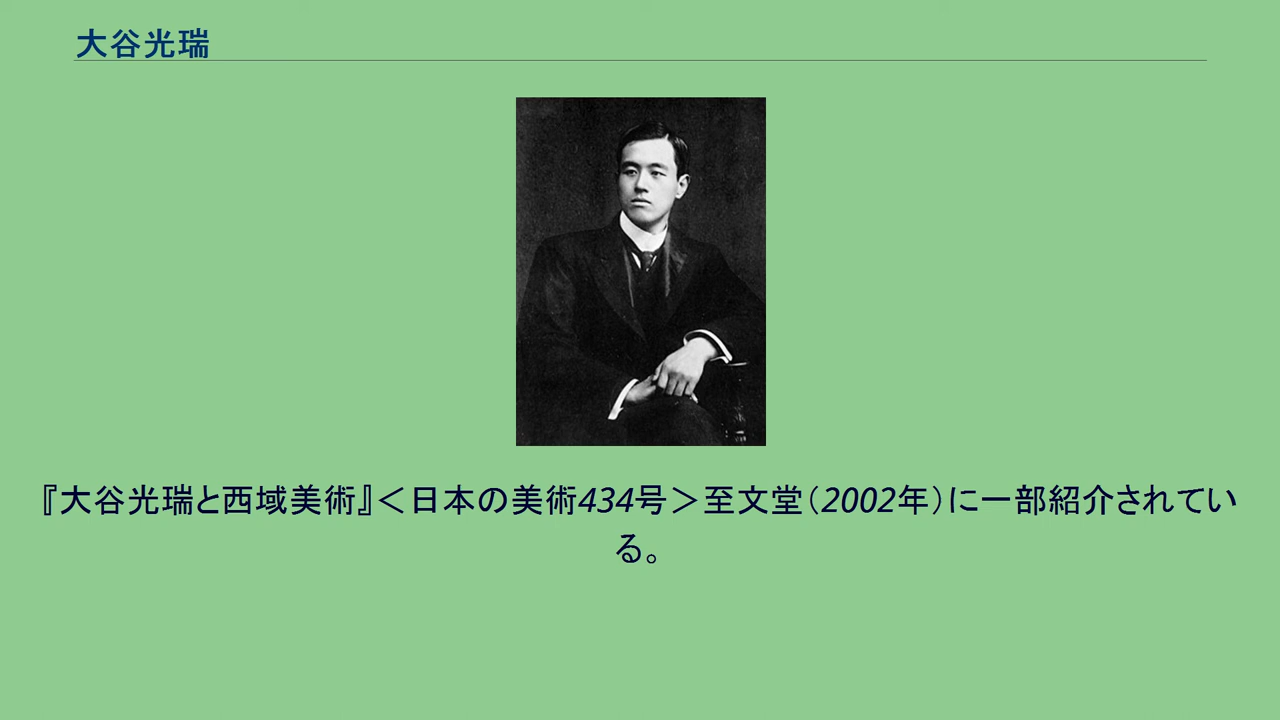 大谷光瑞
『大谷光瑞と西域美術』＜日本の美術434号＞至文堂（2002年）に一部紹介されてい
る。